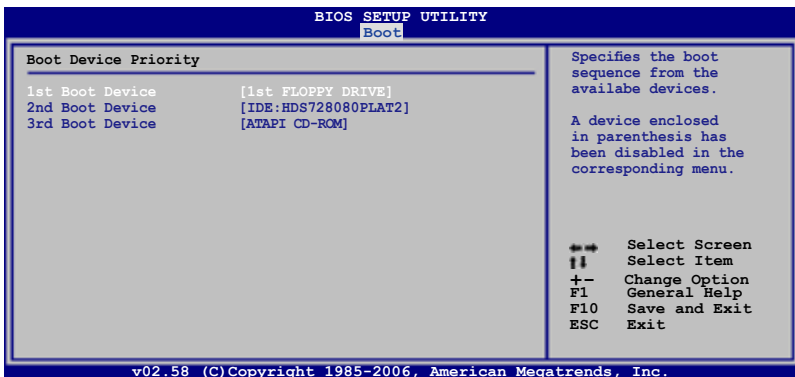 BIOS SETUP UTILITY
Boot
Boot Device Priority
1st Boot Device [1st FLOPPY DRIVE]
2nd Boot Device [IDE:HDS728080PLAT2]
3rd Boot Device [ATAPI CD-ROM]
Specifies the boot
sequence from the
availabe devices.
A device enclosed
in parenthesis has
been disabled in the
corresponding menu.
←→ Select Screen
↑↓ Select Item
+- Change Option
F1 General Help
F10 Save and Exit
ESC Exit
v02.58 (C)Copyright 1985-2006, American Megatrends, Inc.